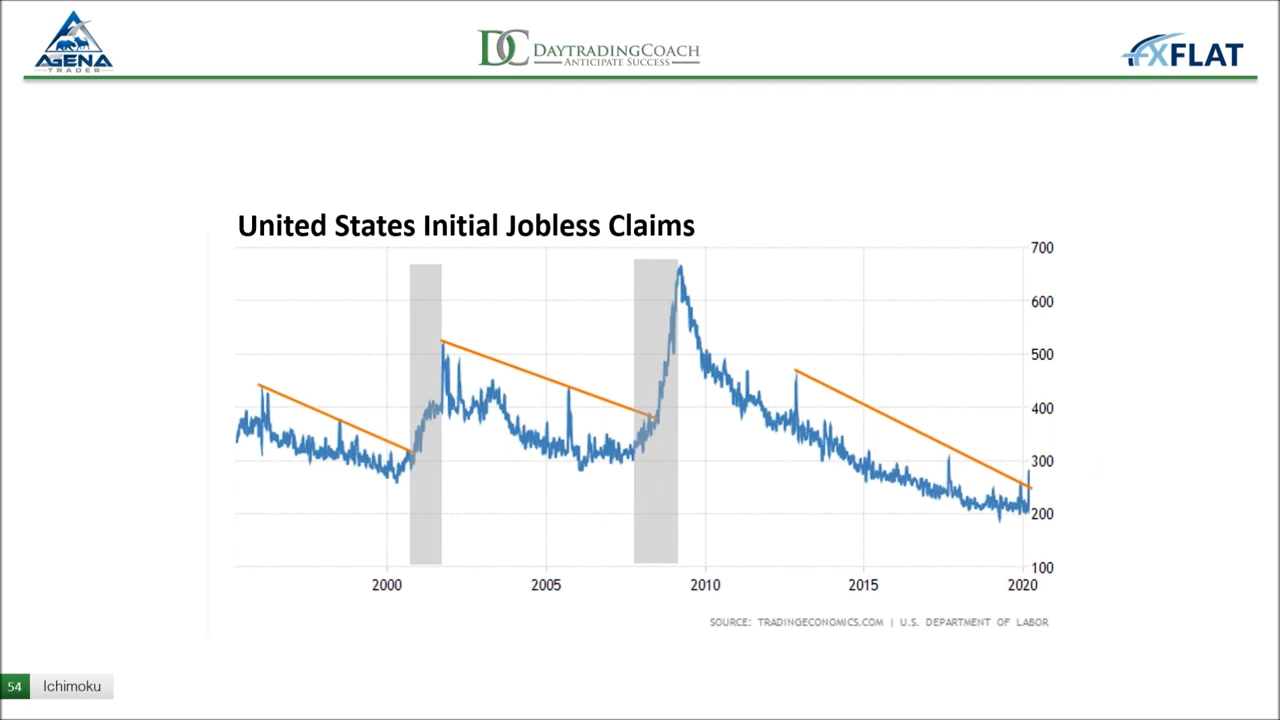 AGENA
TRADER
DC DAYTRADINGCOACH
ANTICIPATE SUCCESS
FXFLAT
United States Initial Jobless Claims
700
600
500
400
300
200
100
2000 2005 2010 2015 2020
SOURCE: TRADINGECONOMICS.COM | U.S. DEPARTMENT OF LABOR
54 Ichimoku